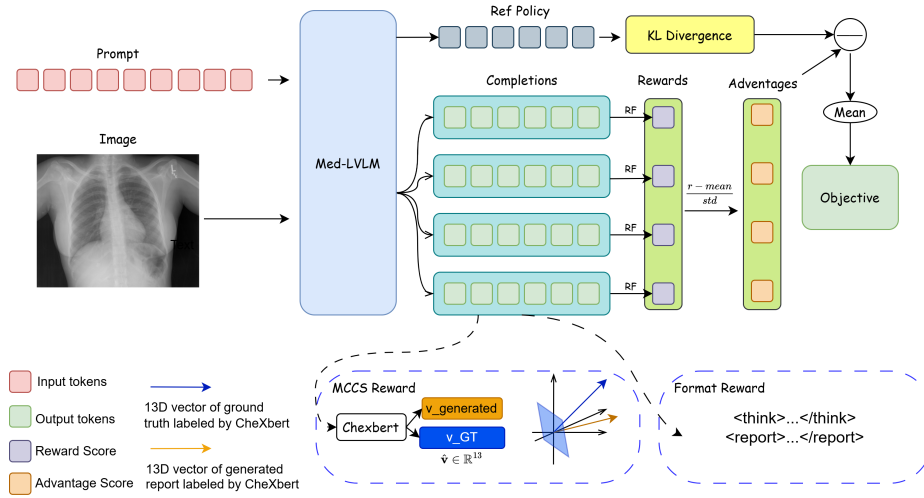 Ref Policy
Prompt
KL Divergence
Completions
Rewards
Adventages
Image
Med-LVLM
RF
RF
RF
RF
r − mean
std
Mean
Objective
Text
MCCS Reward
Chexbert
v_generated
v_GT
v̂ ∈ ℝ¹³
Format Reward
<think>...</think>
<report>...</report>
Input tokens
Output tokens
Reward Score
Advantage Score
13D vector of ground
truth labeled by CheXbert
13D vector of generated
report labeled by CheXbert